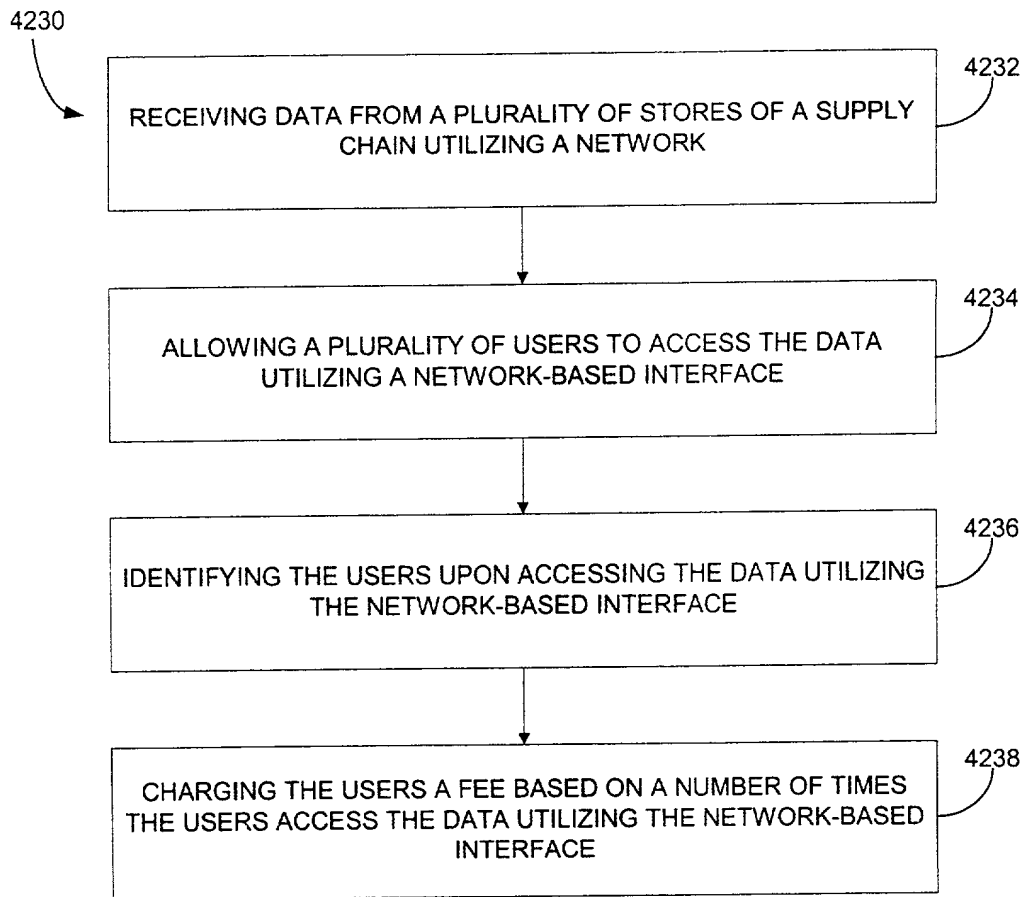 4230
4232
RECEIVING DATA FROM A PLURALITY OF STORES OF A SUPPLY
CHAIN UTILIZING A NETWORK
4234
ALLOWING A PLURALITY OF USERS TO ACCESS THE DATA
UTILIZING A NETWORK-BASED INTERFACE
4236
IDENTIFYING THE USERS UPON ACCESSING THE DATA UTILIZING
THE NETWORK-BASED INTERFACE
4238
CHARGING THE USERS A FEE BASED ON A NUMBER OF TIMES
THE USERS ACCESS THE DATA UTILIZING THE NETWORK-BASED
INTERFACE